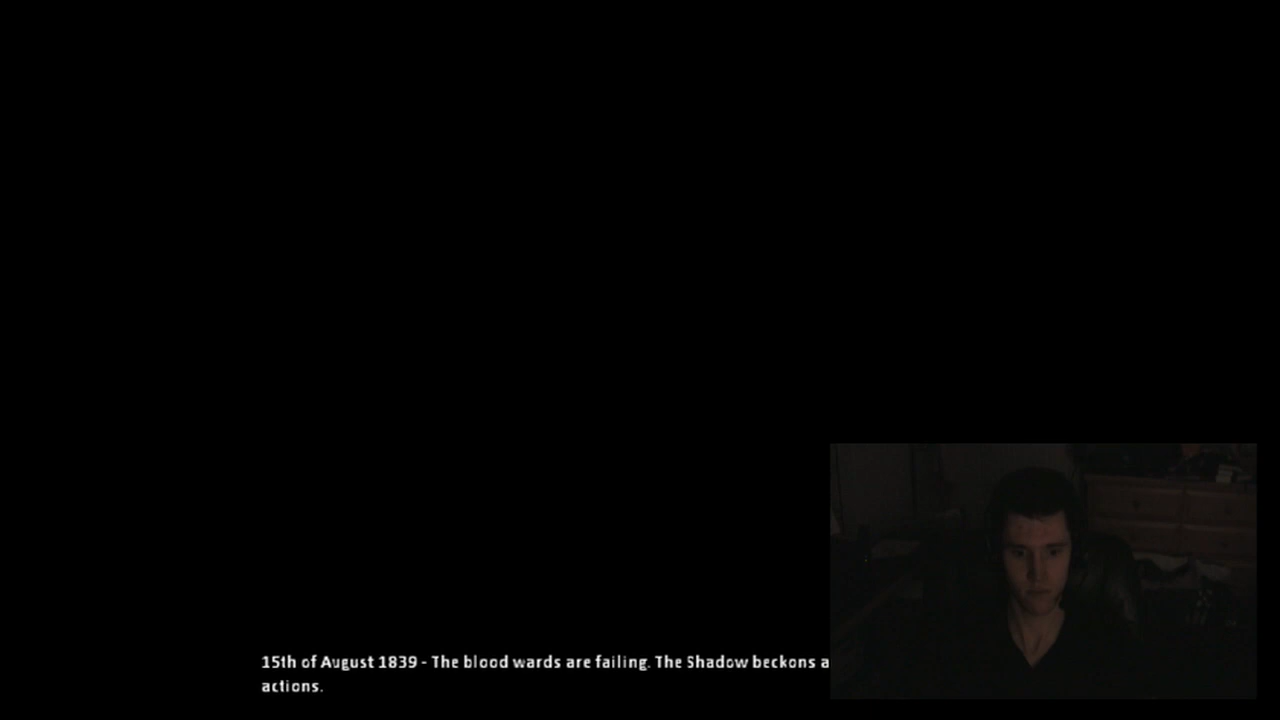 15th of August 1839 - The blood wards are failing. The Shadow beckons a
actions.